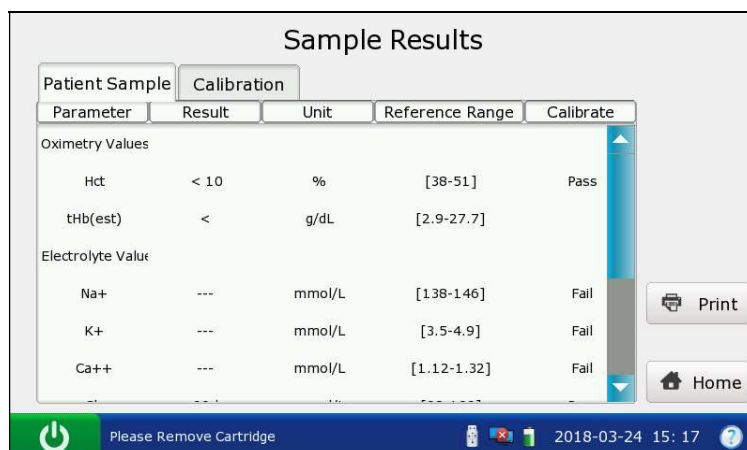 Sample Results
Patient Sample Calibration
Parameter Result Unit Reference Range Calibrate
Oximetry Values
Hct < 10 % [38-51] Pass
tHb(est) < g/dL [2.9-27.7]
Electrolyte Value
Na+ --- mmol/L [138-146] Fail
K+ --- mmol/L [3.5-4.9] Fail
Ca++ --- mmol/L [1.12-1.32] Fail
Print
Home
Please Remove Cartridge 2018-03-24 15: 17 ?